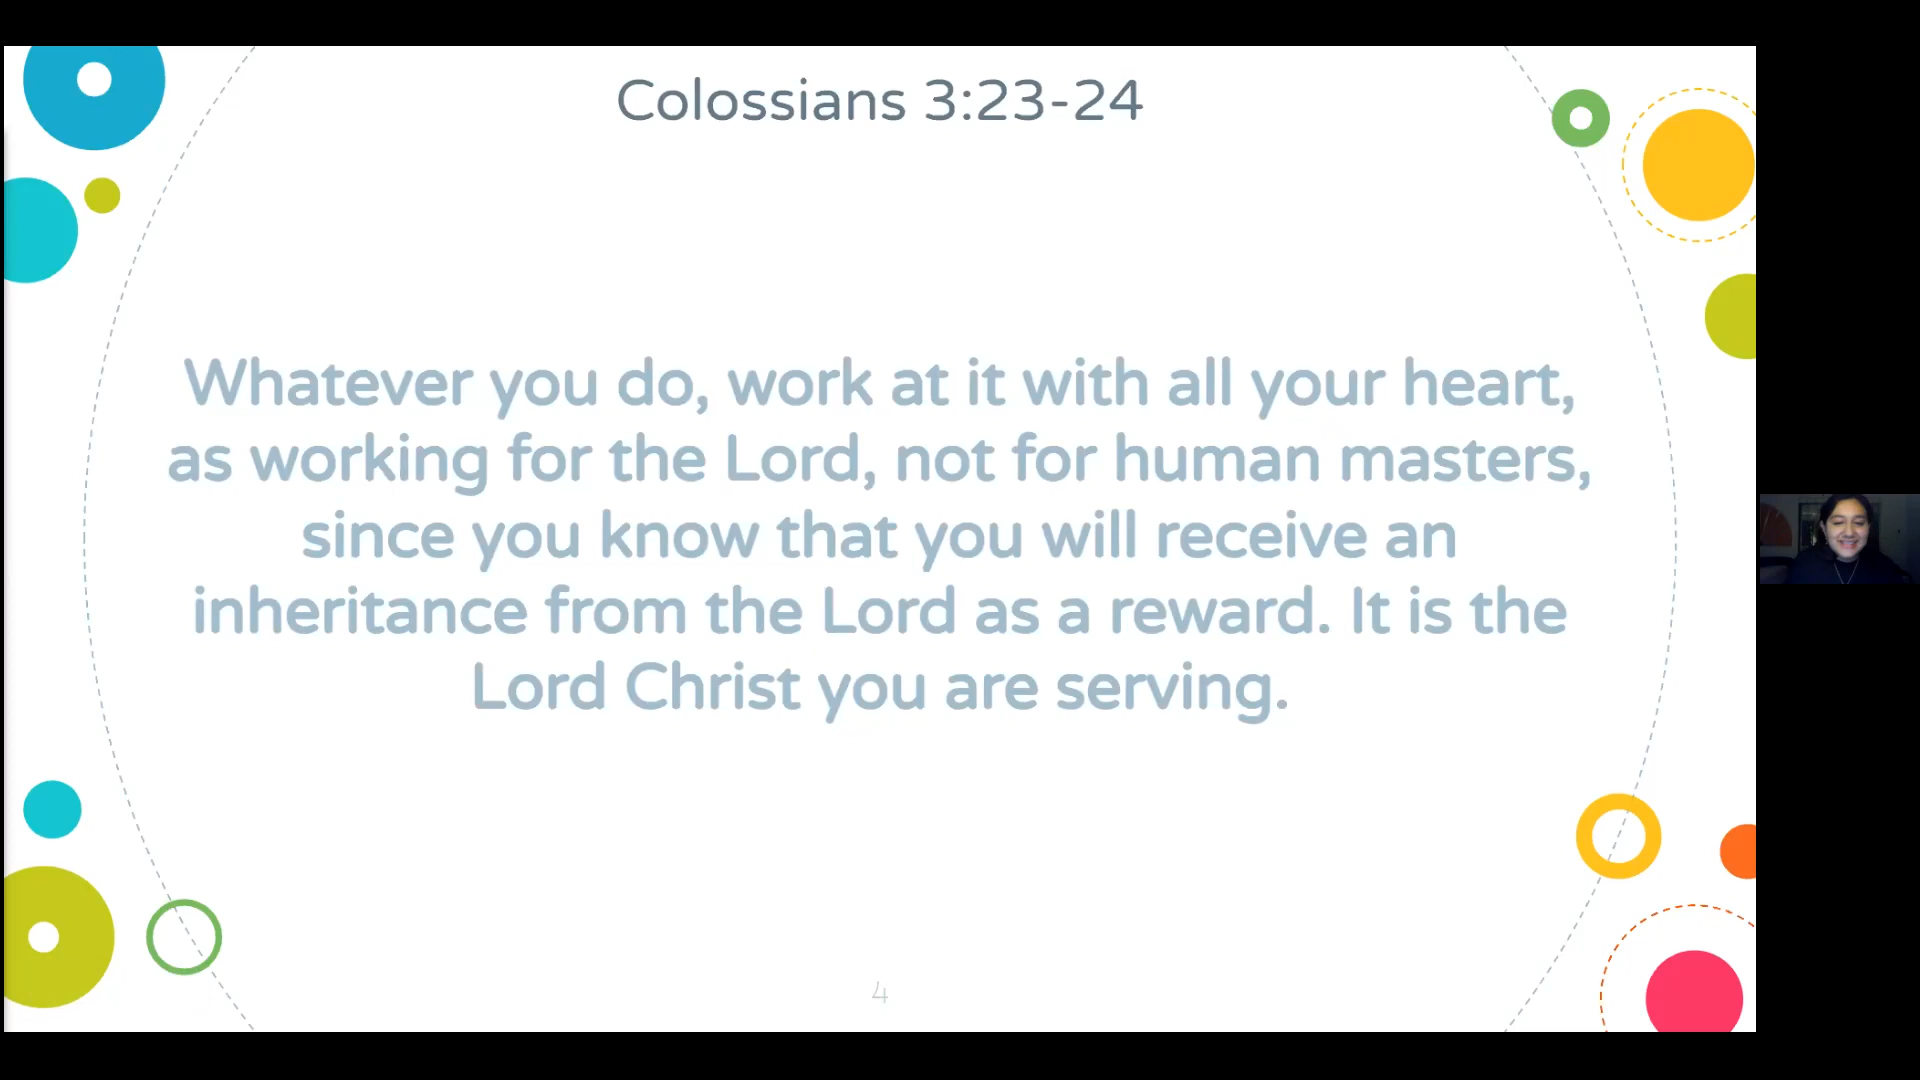 Colossians 3:23-24
Whatever you do, work at it with all your heart,
as working for the Lord, not for human masters,
since you know that you will receive an
inheritance from the Lord as a reward. It is the
Lord Christ you are serving.
4